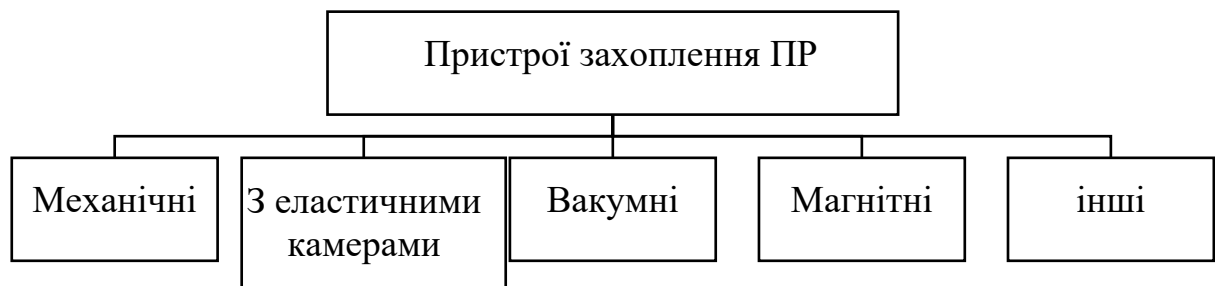 Пристрої захоплення ПР
Механічні
З еластичними
камерами
Вакумні
Магнітні
інші